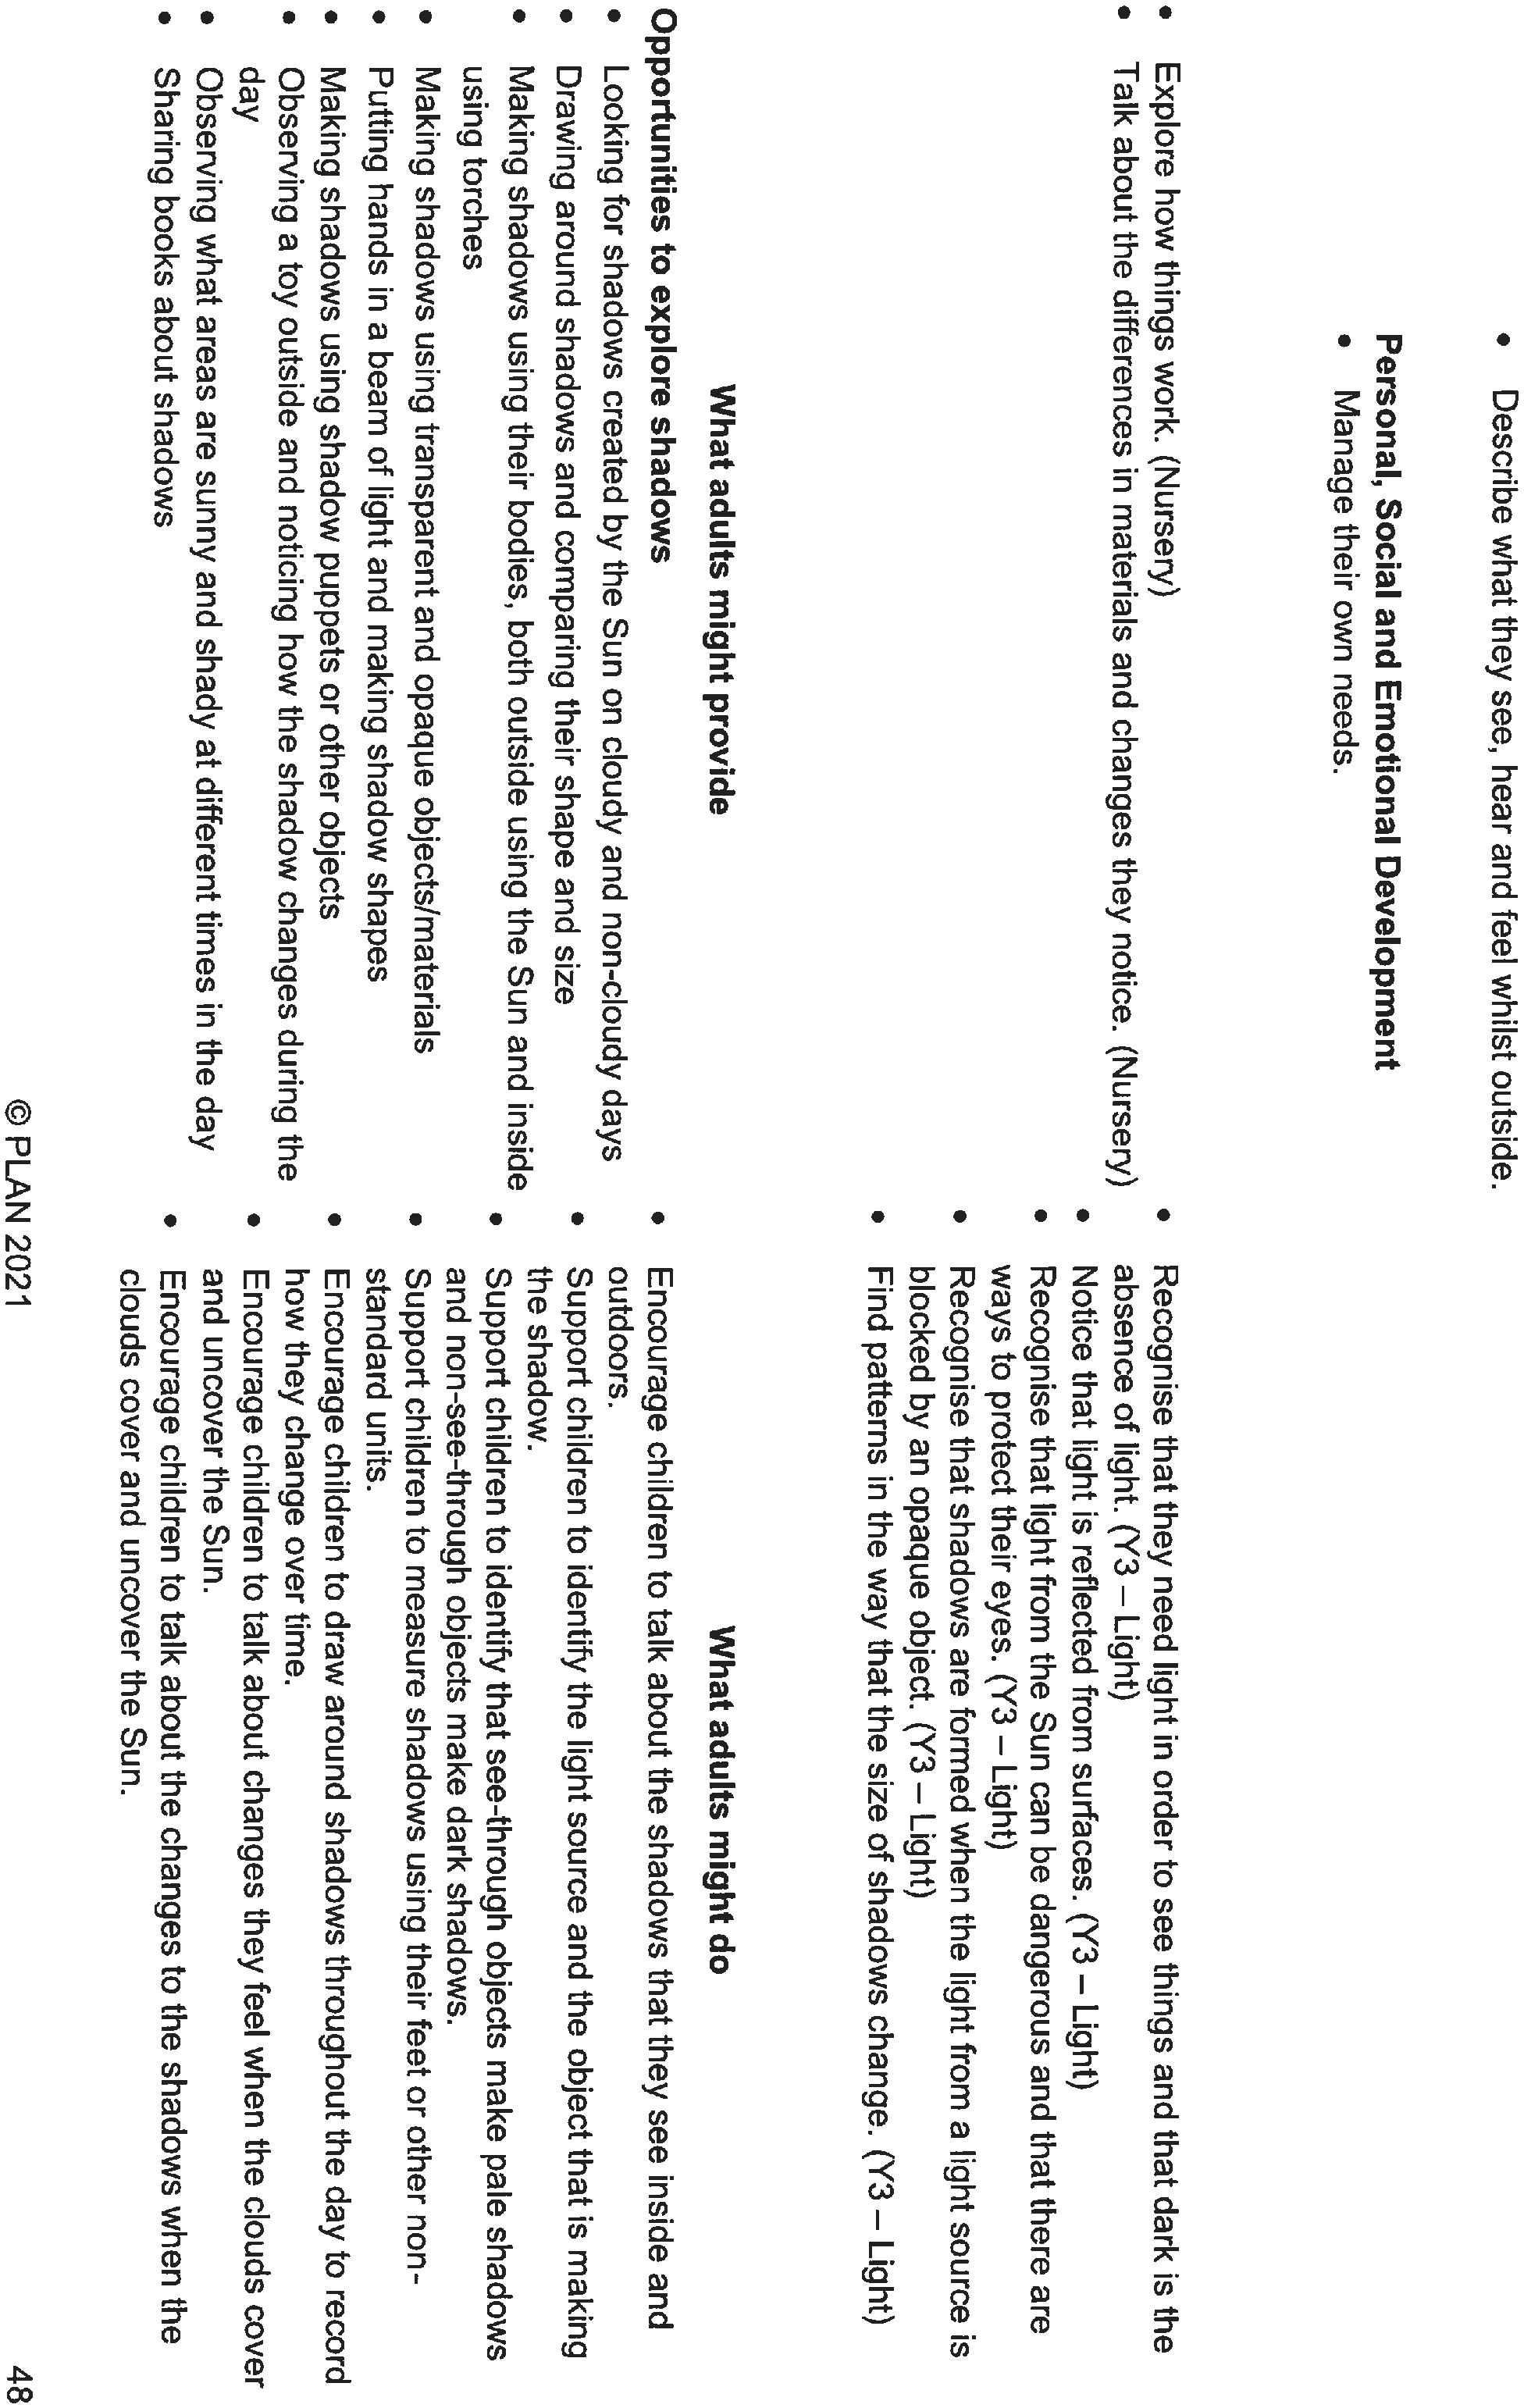 • Describe what they see, hear and feel whilst outside.
Personal, Social and Emotional Development
• Manage their own needs.
• Explore how things work. (Nursery)
• Talk about the differences in materials and changes they notice. (Nursery)
• Recognise that they need light in order to see things and that dark is the
absence of light. (Y3 – Light)
• Notice that light is reflected from surfaces. (Y3 – Light)
• Recognise that light from the Sun can be dangerous and that there are
ways to protect their eyes. (Y3 – Light)
• Recognise that shadows are formed when the light from a light source is
blocked by an opaque object. (Y3 – Light)
• Find patterns in the way that the size of shadows change. (Y3 – Light)
What adults might provide
Opportunities to explore shadows
• Looking for shadows created by the Sun on cloudy and non-cloudy days
• Drawing around shadows and comparing their shape and size
• Making shadows using their bodies, both outside using the Sun and inside
using torches
• Making shadows using transparent and opaque objects/materials
• Putting hands in a beam of light and making shadow shapes
• Making shadows using shadow puppets or other objects
• Observing a toy outside and noticing how the shadow changes during the
day
• Observing what areas are sunny and shady at different times in the day
• Sharing books about shadows
What adults might do
• Encourage children to talk about the shadows that they see inside and
outdoors.
• Support children to identify the light source and the object that is making
the shadow.
• Support children to identify that see-through objects make pale shadows
and non-see-through objects make dark shadows.
• Support children to measure shadows using their feet or other non-
standard units.
• Encourage children to draw around shadows throughout the day to record
how they change over time.
• Encourage children to talk about changes they feel when the clouds cover
and uncover the Sun.
• Encourage children to talk about the changes to the shadows when the
clouds cover and uncover the Sun.
© PLAN 2021
48